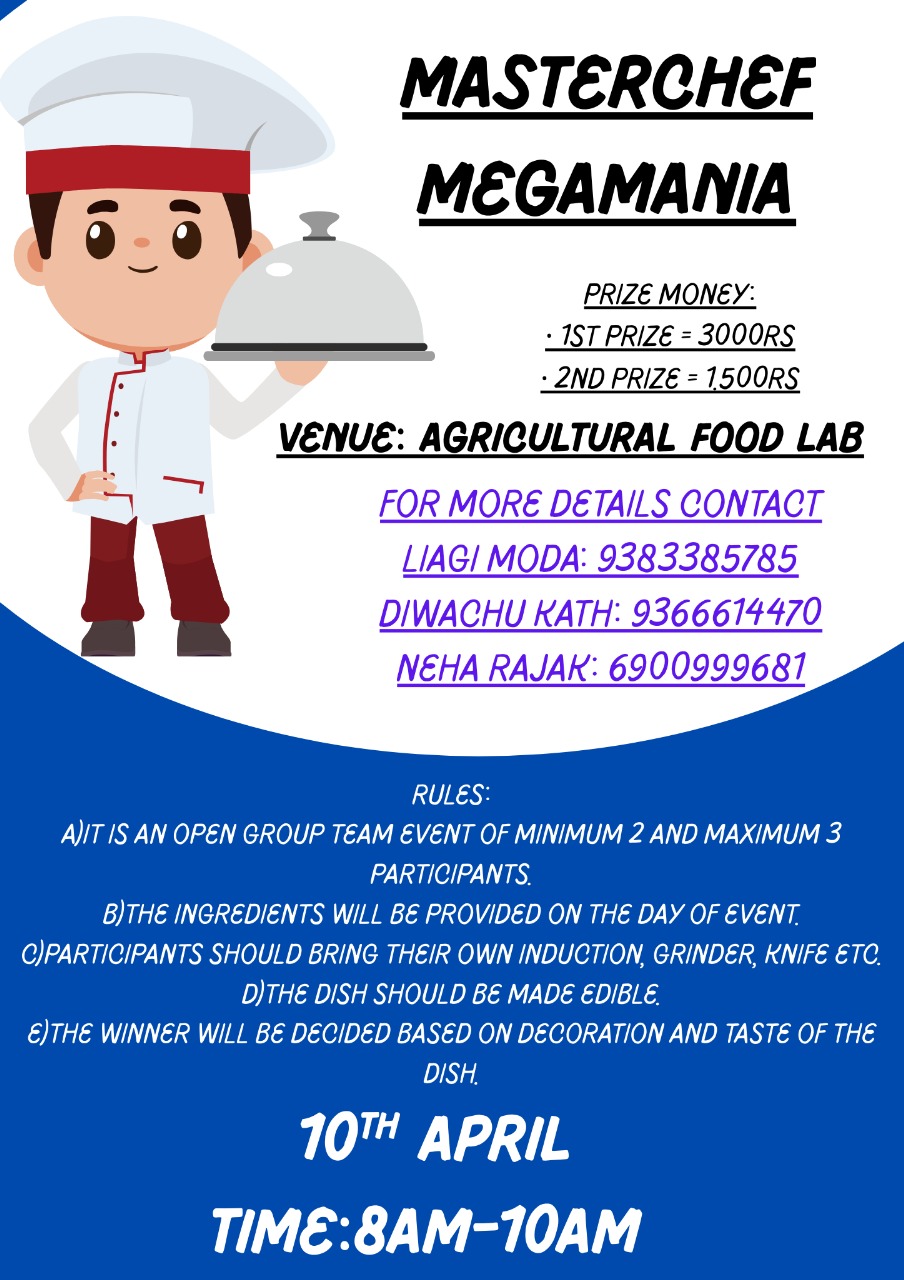 MASTERCHEF
MEGAMANIA
PRIZE MONEY:
· 1ST PRIZE = 3000RS
· 2ND PRIZE = 1,500RS
VENUE: AGRICULTURAL FOOD LAB
FOR MORE DETAILS CONTACT
LIAGI MODA: 9383385785
DIWACHU KATH: 9366614470
NEHA RAJAK: 6900999681
RULES:
A)IT IS AN OPEN GROUP TEAM EVENT OF MINIMUM 2 AND MAXIMUM 3
PARTICIPANTS.
B)THE INGREDIENTS WILL BE PROVIDED ON THE DAY OF EVENT.
C)PARTICIPANTS SHOULD BRING THEIR OWN INDUCTION, GRINDER, KNIFE ETC.
D)THE DISH SHOULD BE MADE EDIBLE.
E)THE WINNER WILL BE DECIDED BASED ON DECORATION AND TASTE OF THE
DISH.
10TH APRIL
TIME:8AM-10AM